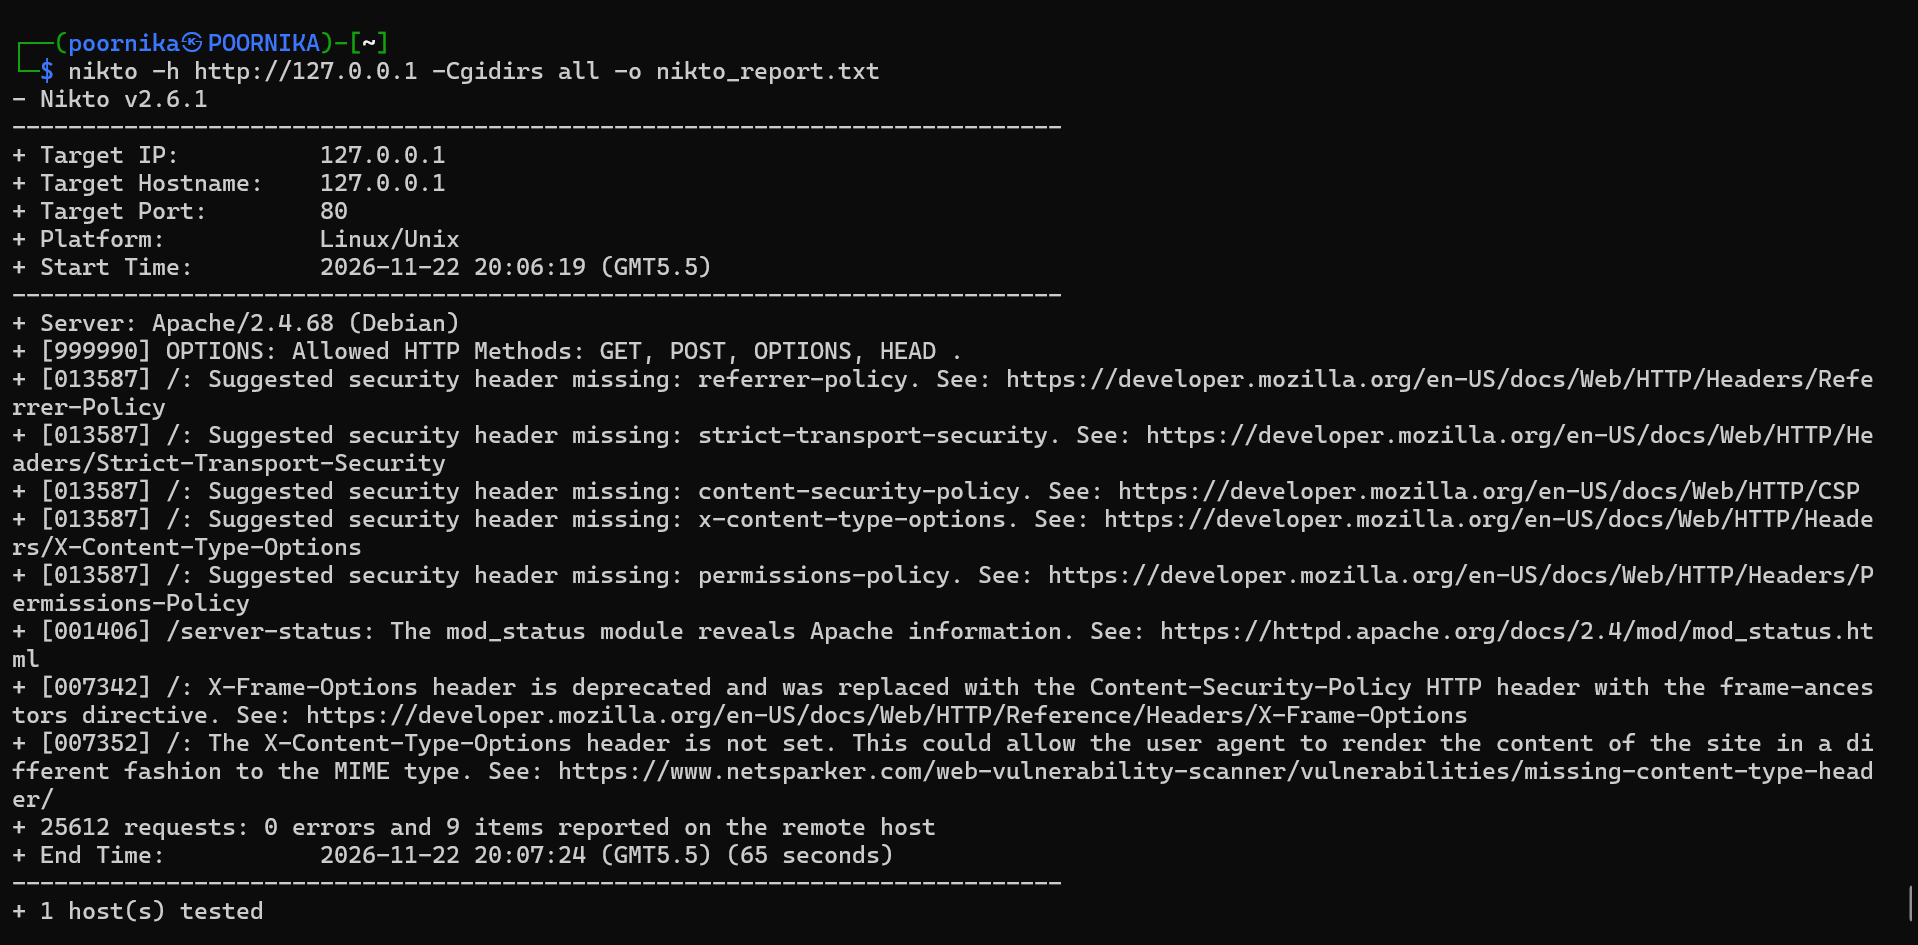 ┌──(poornika㉿POORNIKA)-[~]
└─$ nikto -h http://127.0.0.1 -Cgidirs all -o nikto_report.txt
- Nikto v2.6.1
---------------------------------------------------------------------------
+ Target IP:          127.0.0.1
+ Target Hostname:    127.0.0.1
+ Target Port:        80
+ Platform:           Linux/Unix
+ Start Time:         2026-11-22 20:06:19 (GMT5.5)
---------------------------------------------------------------------------
+ Server: Apache/2.4.68 (Debian)
+ [999990] OPTIONS: Allowed HTTP Methods: GET, POST, OPTIONS, HEAD .
+ [013587] /: Suggested security header missing: referrer-policy. See: https://developer.mozilla.org/en-US/docs/Web/HTTP/Headers/Refe
rrer-Policy
+ [013587] /: Suggested security header missing: strict-transport-security. See: https://developer.mozilla.org/en-US/docs/Web/HTTP/He
aders/Strict-Transport-Security
+ [013587] /: Suggested security header missing: content-security-policy. See: https://developer.mozilla.org/en-US/docs/Web/HTTP/CSP
+ [013587] /: Suggested security header missing: x-content-type-options. See: https://developer.mozilla.org/en-US/docs/Web/HTTP/Heade
rs/X-Content-Type-Options
+ [013587] /: Suggested security header missing: permissions-policy. See: https://developer.mozilla.org/en-US/docs/Web/HTTP/Headers/P
ermissions-Policy
+ [001406] /server-status: The mod_status module reveals Apache information. See: https://httpd.apache.org/docs/2.4/mod/mod_status.ht
ml
+ [007342] /: X-Frame-Options header is deprecated and was replaced with the Content-Security-Policy HTTP header with the frame-ances
tors directive. See: https://developer.mozilla.org/en-US/docs/Web/HTTP/Reference/Headers/X-Frame-Options
+ [007352] /: The X-Content-Type-Options header is not set. This could allow the user agent to render the content of the site in a di
fferent fashion to the MIME type. See: https://www.netsparker.com/web-vulnerability-scanner/vulnerabilities/missing-content-type-head
er/
+ 25612 requests: 0 errors and 9 items reported on the remote host
+ End Time:           2026-11-22 20:07:24 (GMT5.5) (65 seconds)
---------------------------------------------------------------------------
+ 1 host(s) tested